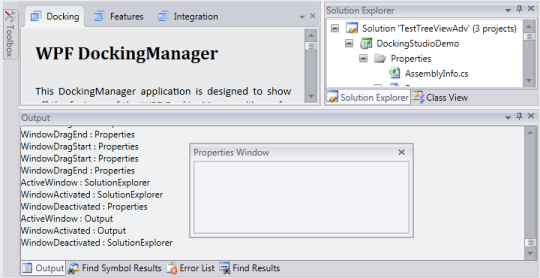 Toolbox
Docking
Features
Integration
WPF DockingManager
This DockingManager application is designed to show
Solution Explorer
Solution 'TestTreeViewAdv' (3 projects)
DockingStudioDemo
Properties
AssemblyInfo.cs
Solution Explorer
Class View
Output
WindowDragEnd : Properties
WindowDragStart : Properties
WindowDragStart : Properties
WindowDragEnd : Properties
ActiveWindow : SolutionExplorer
WindowActivated : SolutionExplorer
WindowDeactivated : Properties
ActiveWindow : Output
WindowActivated : Output
WindowDeactivated : SolutionExplorer
Properties Window
Output
Find Symbol Results
Error List
Find Results